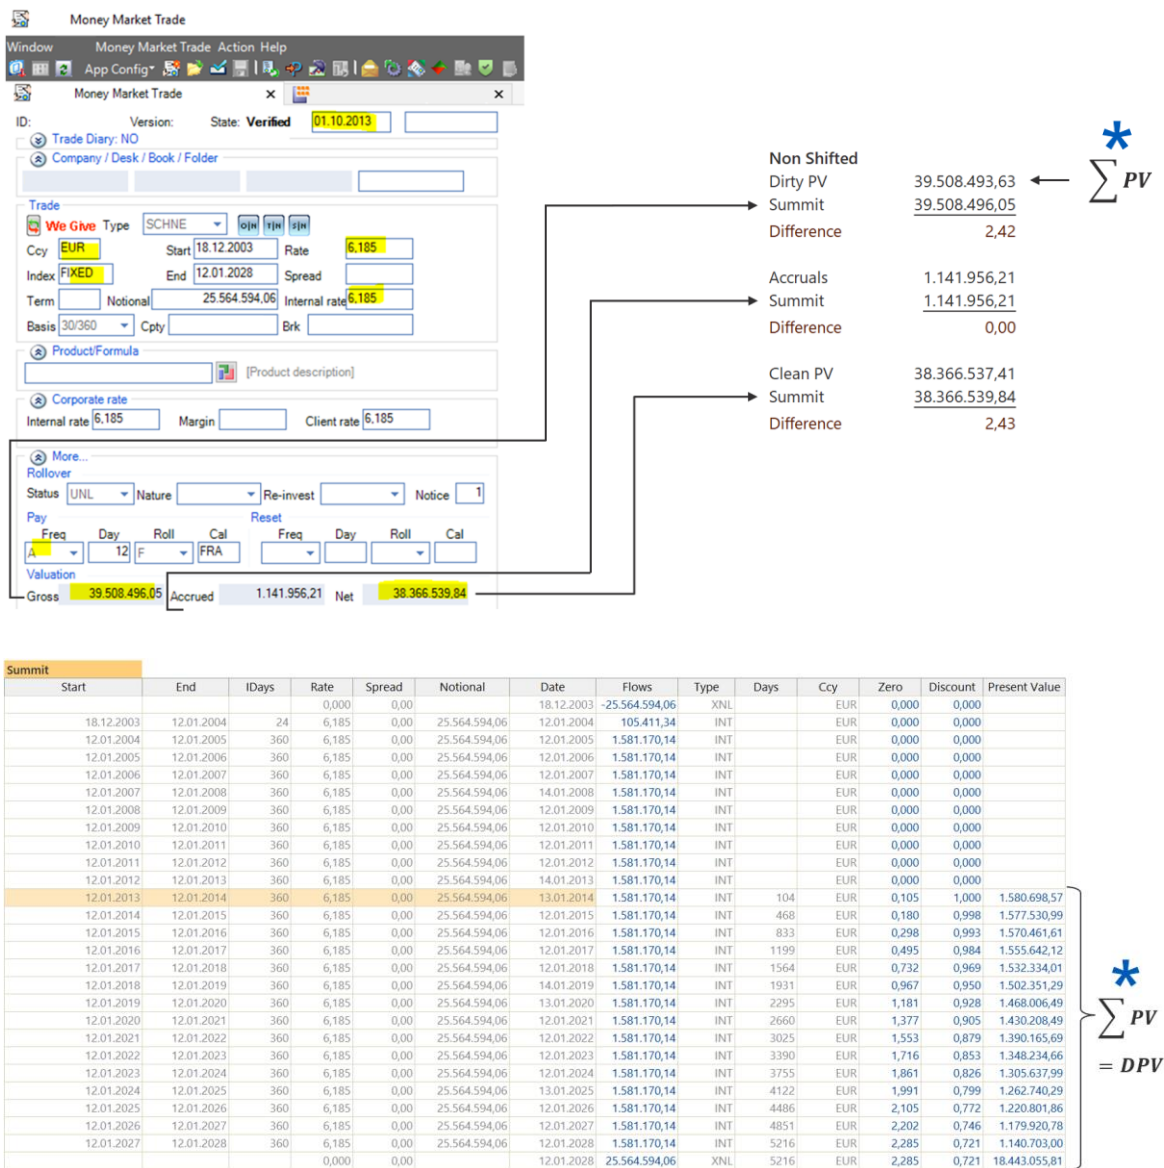 Money Market Trade
Window Money Market Trade Action Help
App Config
Money Market Trade x x
ID: Version: State: Verified 01.10.2013
Trade Diary: NO
Company / Desk / Book / Folder
Trade
We Give Type SCHNE O|N T|N S|N
Ccy EUR Start 18.12.2003 Rate 6,185
Index FIXED End 12.01.2028 Spread
Term Notional 25.564.594,06 Internal rate 6,185
Basis 30/360 Cpty Brk
Product/Formula
[Product description]
Corporate rate
Internal rate 6,185 Margin Client rate 6,185
More...
Rollover
Status UNL Nature Re-invest Notice 1
Pay Reset
Freq Day Roll Cal Freq Day Roll Cal
A 12 F FRA
Valuation
Gross 39.508.496,05 Accrued 1.141.956,21 Net 38.366.539,84
*
Non Shifted
Dirty PV 39.508.493,63 ∑ PV
Summit 39.508.496,05
Difference 2,42
Accruals 1.141.956,21
Summit 1.141.956,21
Difference 0,00
Clean PV 38.366.537,41
Summit 38.366.539,84
Difference 2,43
Summit
Start End IDays Rate Spread Notional Date Flows Type Days Ccy Zero Discount Present Value
0,000 0,00 18.12.2003 -25.564.594,06 XNL EUR 0,000 0,000
18.12.2003 12.01.2004 24 6,185 0,00 25.564.594,06 12.01.2004 105.411,34 INT EUR 0,000 0,000
12.01.2004 12.01.2005 360 6,185 0,00 25.564.594,06 12.01.2005 1.581.170,14 INT EUR 0,000 0,000
12.01.2005 12.01.2006 360 6,185 0,00 25.564.594,06 12.01.2006 1.581.170,14 INT EUR 0,000 0,000
12.01.2006 12.01.2007 360 6,185 0,00 25.564.594,06 12.01.2007 1.581.170,14 INT EUR 0,000 0,000
12.01.2007 12.01.2008 360 6,185 0,00 25.564.594,06 14.01.2008 1.581.170,14 INT EUR 0,000 0,000
12.01.2008 12.01.2009 360 6,185 0,00 25.564.594,06 12.01.2009 1.581.170,14 INT EUR 0,000 0,000
12.01.2009 12.01.2010 360 6,185 0,00 25.564.594,06 12.01.2010 1.581.170,14 INT EUR 0,000 0,000
12.01.2010 12.01.2011 360 6,185 0,00 25.564.594,06 12.01.2011 1.581.170,14 INT EUR 0,000 0,000
12.01.2011 12.01.2012 360 6,185 0,00 25.564.594,06 12.01.2012 1.581.170,14 INT EUR 0,000 0,000
12.01.2012 12.01.2013 360 6,185 0,00 25.564.594,06 14.01.2013 1.581.170,14 INT EUR 0,000 0,000
12.01.2013 12.01.2014 360 6,185 0,00 25.564.594,06 13.01.2014 1.581.170,14 INT 104 EUR 0,105 1,000 1.580.698,57
12.01.2014 12.01.2015 360 6,185 0,00 25.564.594,06 12.01.2015 1.581.170,14 INT 468 EUR 0,180 0,998 1.577.530,99
12.01.2015 12.01.2016 360 6,185 0,00 25.564.594,06 12.01.2016 1.581.170,14 INT 833 EUR 0,298 0,993 1.570.461,61
12.01.2016 12.01.2017 360 6,185 0,00 25.564.594,06 12.01.2017 1.581.170,14 INT 1199 EUR 0,495 0,984 1.555.642,12
12.01.2017 12.01.2018 360 6,185 0,00 25.564.594,06 12.01.2018 1.581.170,14 INT 1564 EUR 0,732 0,969 1.532.334,01
12.01.2018 12.01.2019 360 6,185 0,00 25.564.594,06 14.01.2019 1.581.170,14 INT 1931 EUR 0,967 0,950 1.502.351,29
12.01.2019 12.01.2020 360 6,185 0,00 25.564.594,06 13.01.2020 1.581.170,14 INT 2295 EUR 1,181 0,928 1.468.006,49
12.01.2020 12.01.2021 360 6,185 0,00 25.564.594,06 12.01.2021 1.581.170,14 INT 2660 EUR 1,377 0,905 1.430.208,49
12.01.2021 12.01.2022 360 6,185 0,00 25.564.594,06 12.01.2022 1.581.170,14 INT 3025 EUR 1,553 0,879 1.390.165,69
12.01.2022 12.01.2023 360 6,185 0,00 25.564.594,06 12.01.2023 1.581.170,14 INT 3390 EUR 1,716 0,853 1.348.234,66
12.01.2023 12.01.2024 360 6,185 0,00 25.564.594,06 12.01.2024 1.581.170,14 INT 3755 EUR 1,861 0,826 1.305.637,99
12.01.2024 12.01.2025 360 6,185 0,00 25.564.594,06 13.01.2025 1.581.170,14 INT 4122 EUR 1,991 0,799 1.262.740,29
12.01.2025 12.01.2026 360 6,185 0,00 25.564.594,06 12.01.2026 1.581.170,14 INT 4486 EUR 2,105 0,772 1.220.801,86
12.01.2026 12.01.2027 360 6,185 0,00 25.564.594,06 12.01.2027 1.581.170,14 INT 4851 EUR 2,202 0,746 1.179.920,78
12.01.2027 12.01.2028 360 6,185 0,00 25.564.594,06 12.01.2028 1.581.170,14 INT 5216 EUR 2,285 0,721 1.140.703,00
0,000 0,00 12.01.2028 25.564.594,06 XNL 5216 EUR 2,285 0,721 18.443.055,81
*
∑ PV
= DPV